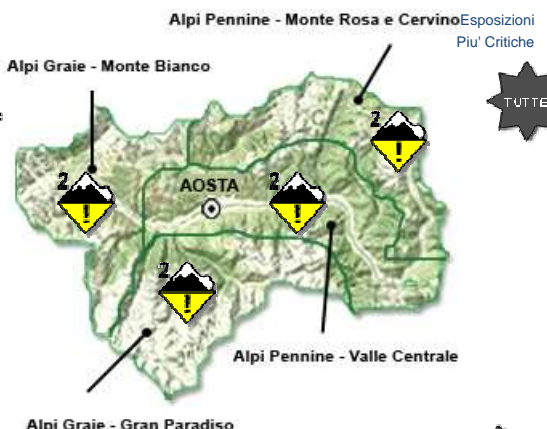 Alpi Pennine - Monte Rosa e Cervino
Esposizioni
Piu' Critiche
Alpi Graie - Monte Bianco
TUTTE
2
2
AOSTA
2
2
Alpi Pennine - Valle Centrale
Alpi Graie - Gran Paradiso